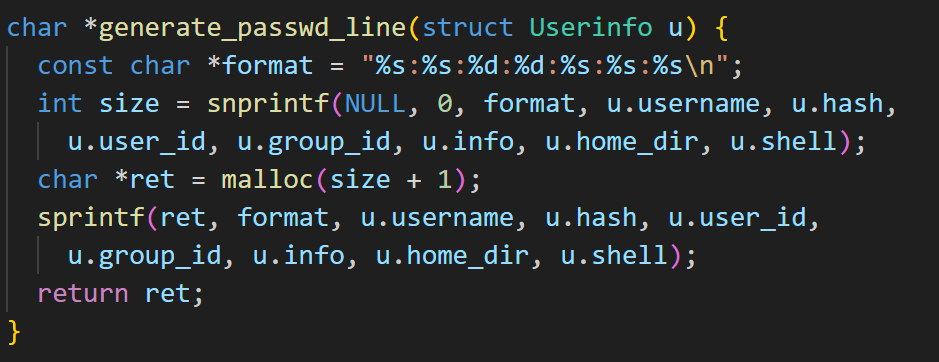 char *generate_passwd_line(struct Userinfo u) {
  const char *format = "%s:%s:%d:%d:%s:%s:%s\n";
  int size = snprintf(NULL, 0, format, u.username, u.hash,
    u.user_id, u.group_id, u.info, u.home_dir, u.shell);
  char *ret = malloc(size + 1);
  sprintf(ret, format, u.username, u.hash, u.user_id,
    u.group_id, u.info, u.home_dir, u.shell);
  return ret;
}